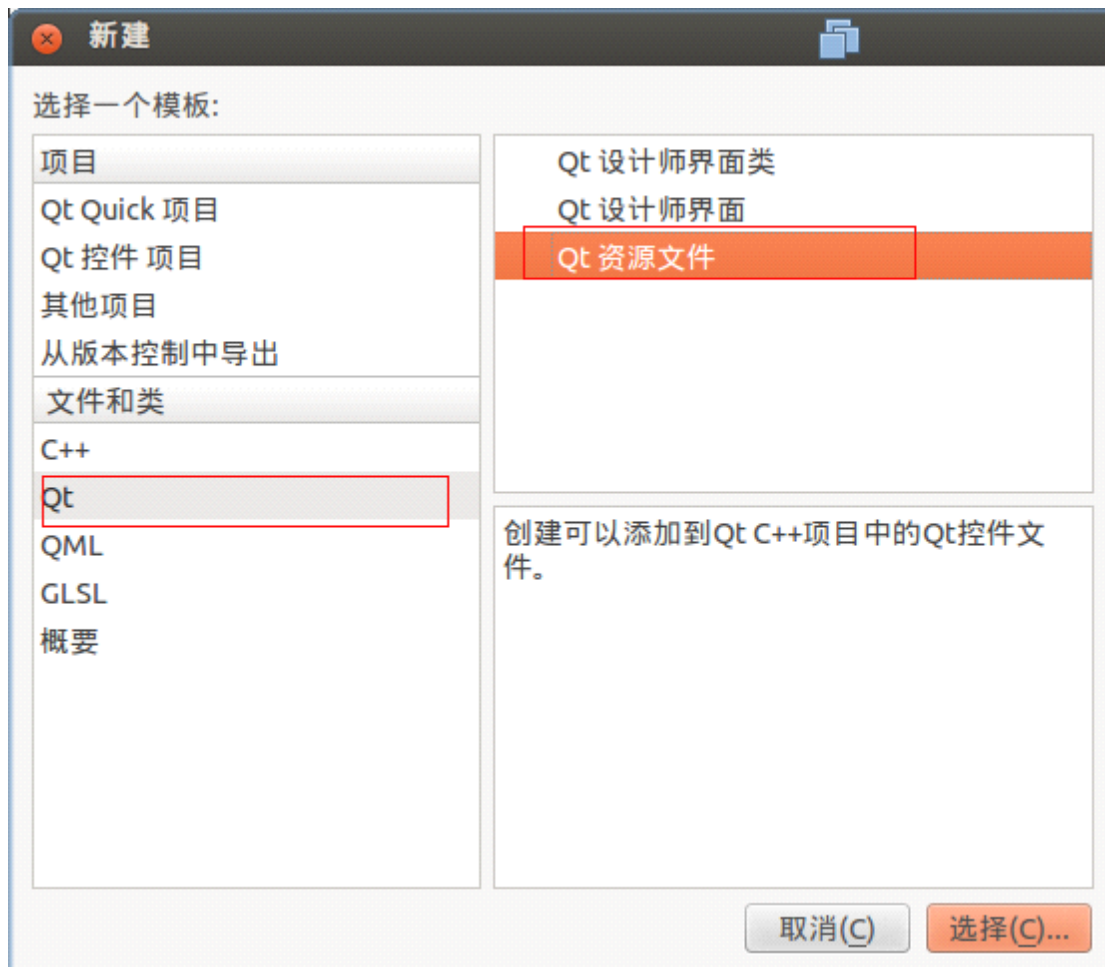 新建
选择一个模板:
项目
Qt Quick 项目
Qt 控件 项目
其他项目
从版本控制中导出
文件和类
C++
Qt
QML
GLSL
概要
Qt 设计师界面类
Qt 设计师界面
Qt 资源文件
创建可以添加到Qt C++项目中的Qt控件文
件。
取消(C)
选择(C)...